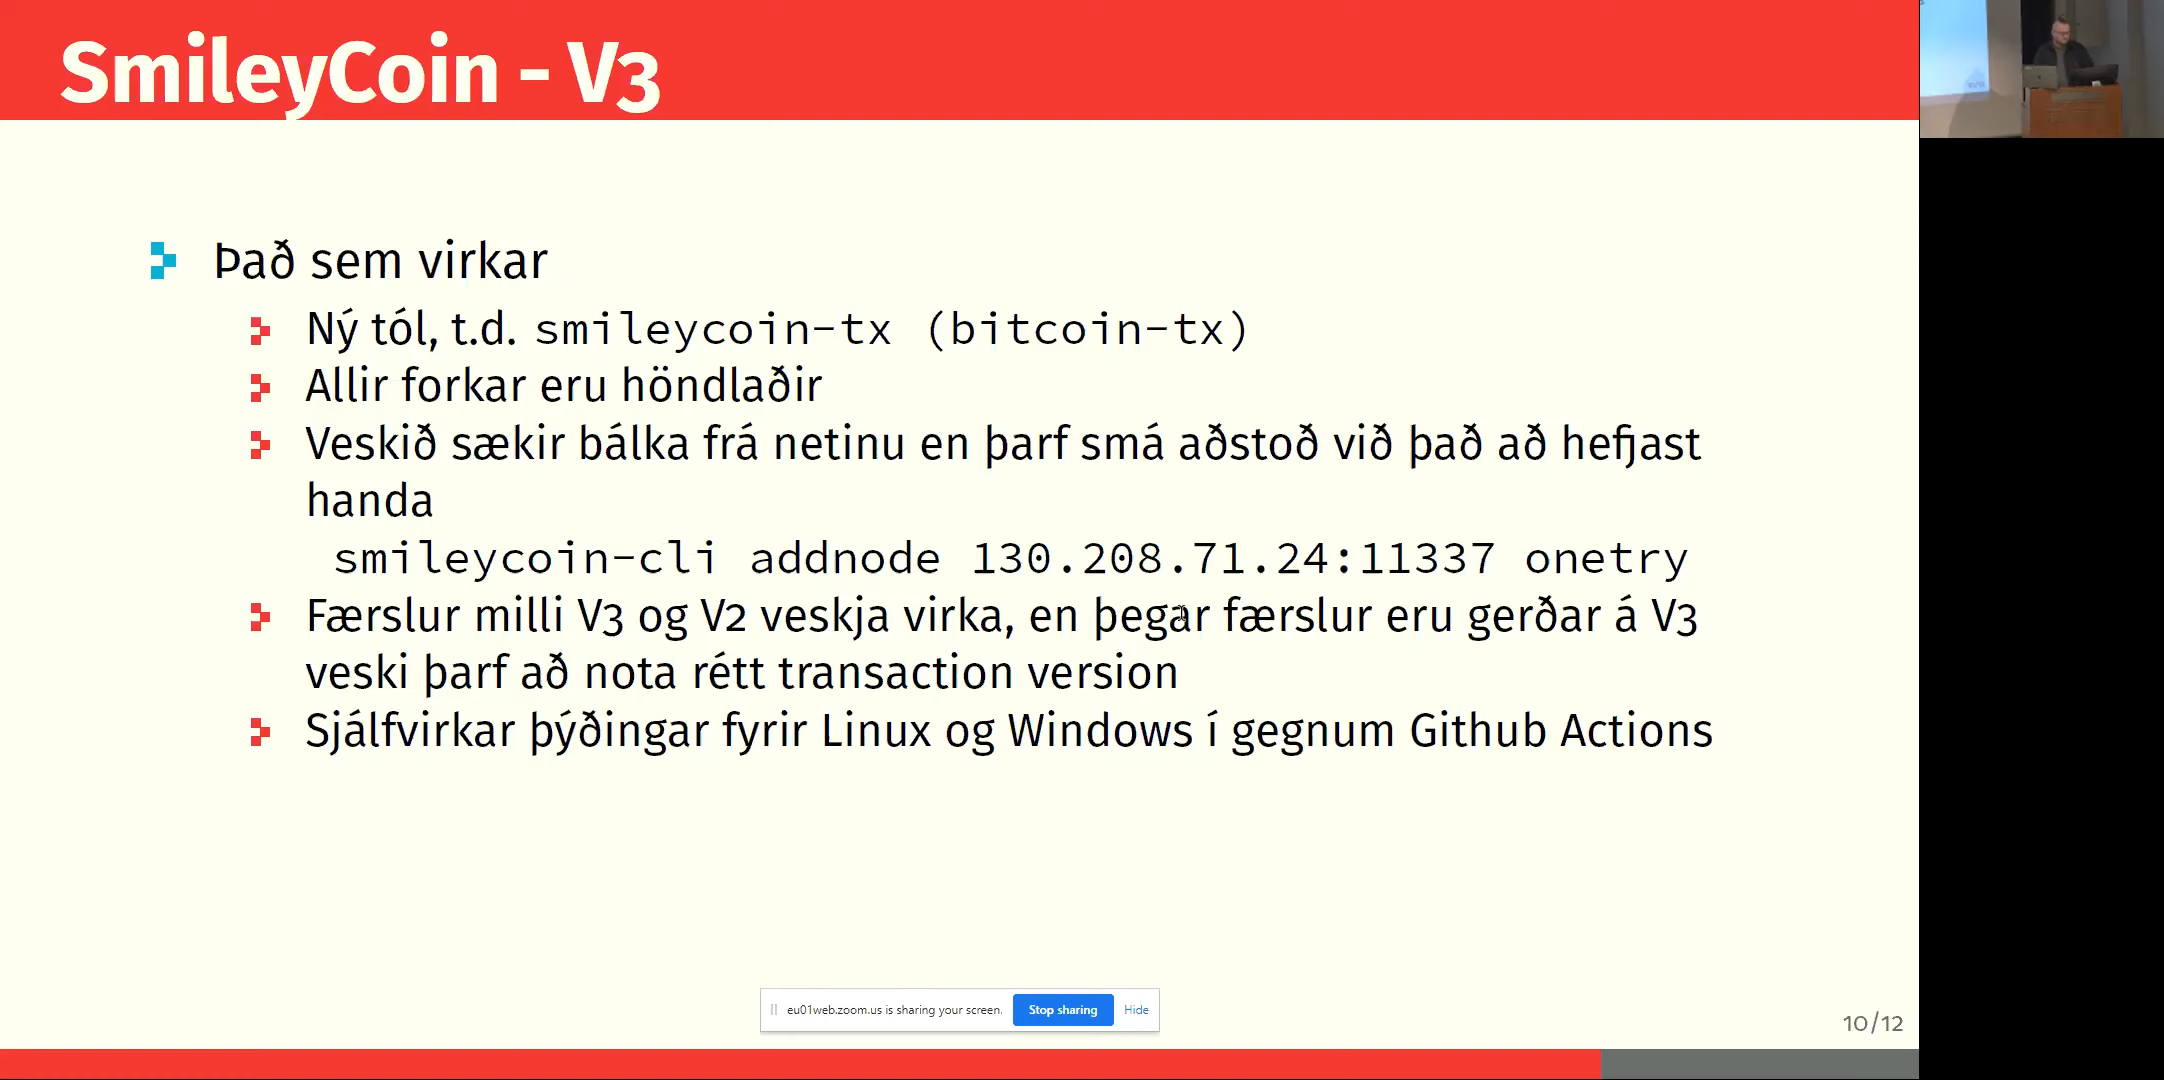 SmileyCoin - V3
Það sem virkar
Ný tól, t.d. smileycoin-tx (bitcoin-tx)
Allir forkar eru höndlaðir
Veskið sækir bálka frá netinu en þarf smá aðstoð við það að hefjast
handa
smileycoin-cli addnode 130.208.71.24:11337 onetry
Færslur milli V3 og V2 veskja virka, en þegar færslur eru gerðar á V3
veski þarf að nota rétt transaction version
Sjálfvirkar þýðingar fyrir Linux og Windows í gegnum Github Actions
eu01web.zoom.us is sharing your screen. Stop sharing Hide
10/12